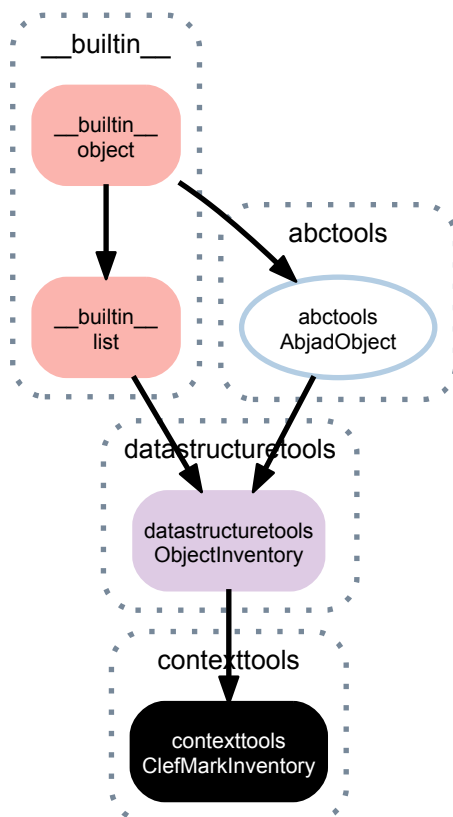 __builtin__
__builtin__
object
abctools
__builtin__
list
abctools
AbjadObject
datastructuretools
datastructuretools
ObjectInventory
contexttools
contexttools
ClefMarkInventory